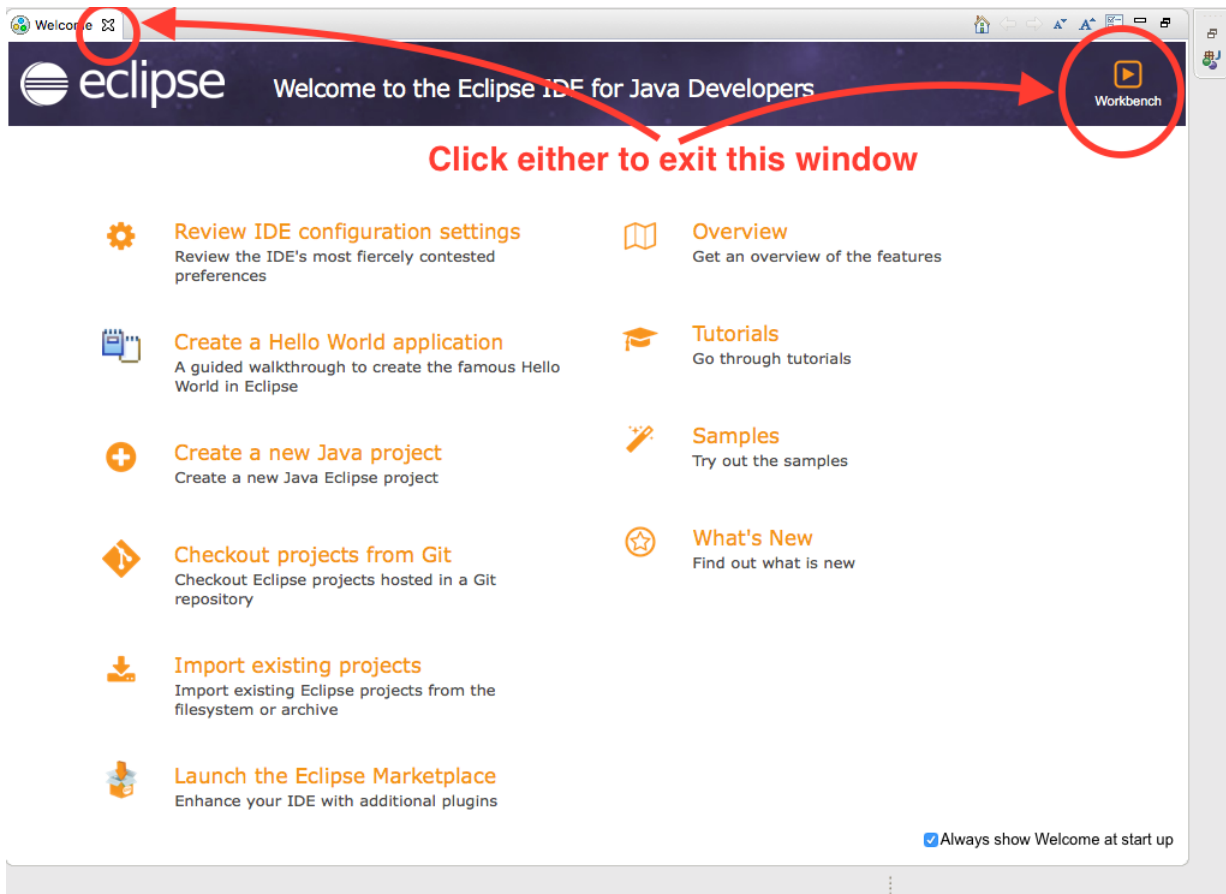 Welcome
eclipse
Welcome to the Eclipse IDE for Java Developers
Workbench
Click either to exit this window
Review IDE configuration settings
Review the IDE's most fiercely contested
preferences
Create a Hello World application
A guided walkthrough to create the famous Hello
World in Eclipse
Create a new Java project
Create a new Java Eclipse project
Checkout projects from Git
Checkout Eclipse projects hosted in a Git
repository
Import existing projects
Import existing Eclipse projects from the
filesystem or archive
Launch the Eclipse Marketplace
Enhance your IDE with additional plugins
Overview
Get an overview of the features
Tutorials
Go through tutorials
Samples
Try out the samples
What's New
Find out what is new
Always show Welcome at start up